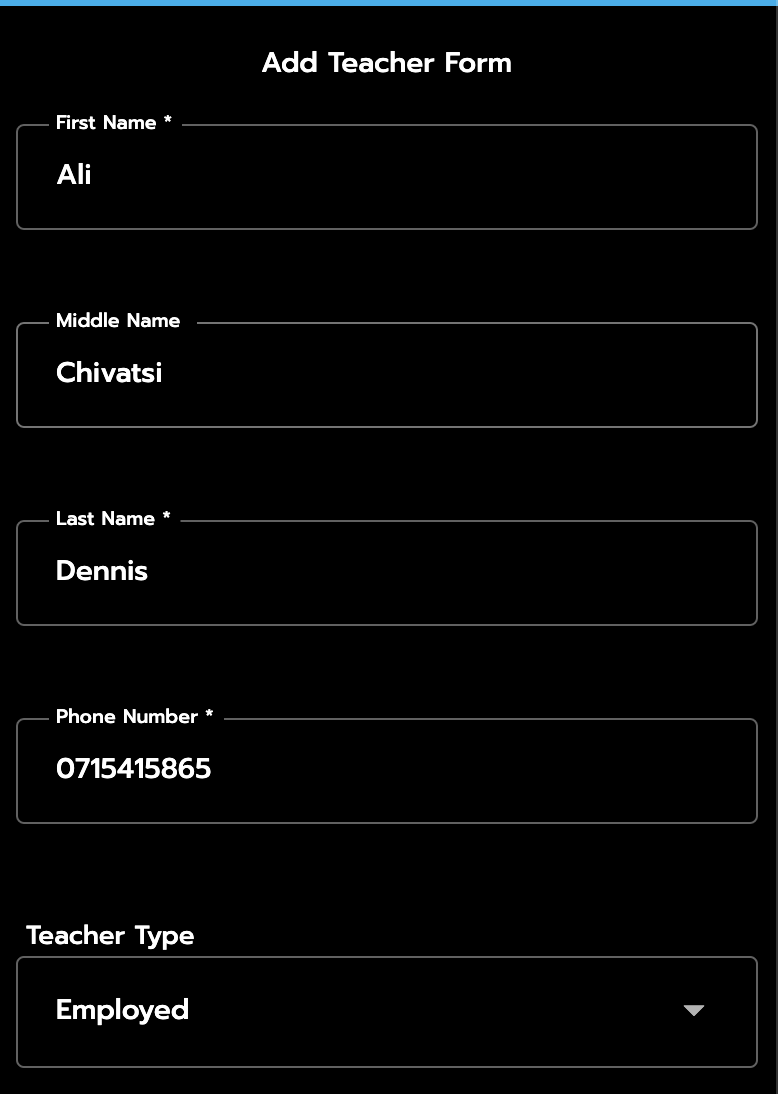 Add Teacher Form
First Name *
Ali
Middle Name
Chivatsi
Last Name *
Dennis
Phone Number *
0715415865
Teacher Type
Employed